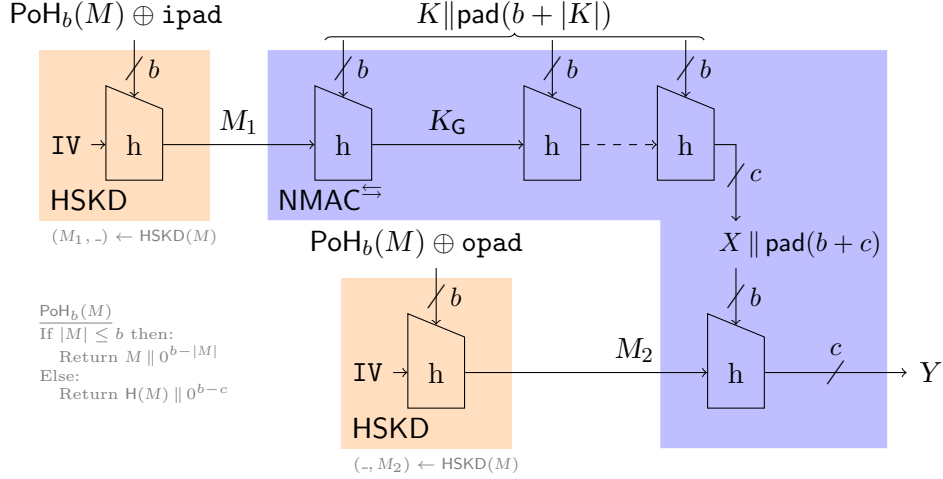 PoH_b(M) ⊕ ipad
K‖pad(b + |K|)
b
b
b
b
IV
h
M_1
h
K_G
h
h
HSKD
NMAC^⇆
c
(M_1, _) ← HSKD(M)
PoH_b(M) ⊕ opad
X ‖ pad(b + c)
b
b
PoH_b(M)
If |M| ≤ b then:
Return M ‖ 0^{b−|M|}
Else:
Return H(M) ‖ 0^{b−c}
IV
h
M_2
h
c
Y
HSKD
(_, M_2) ← HSKD(M)